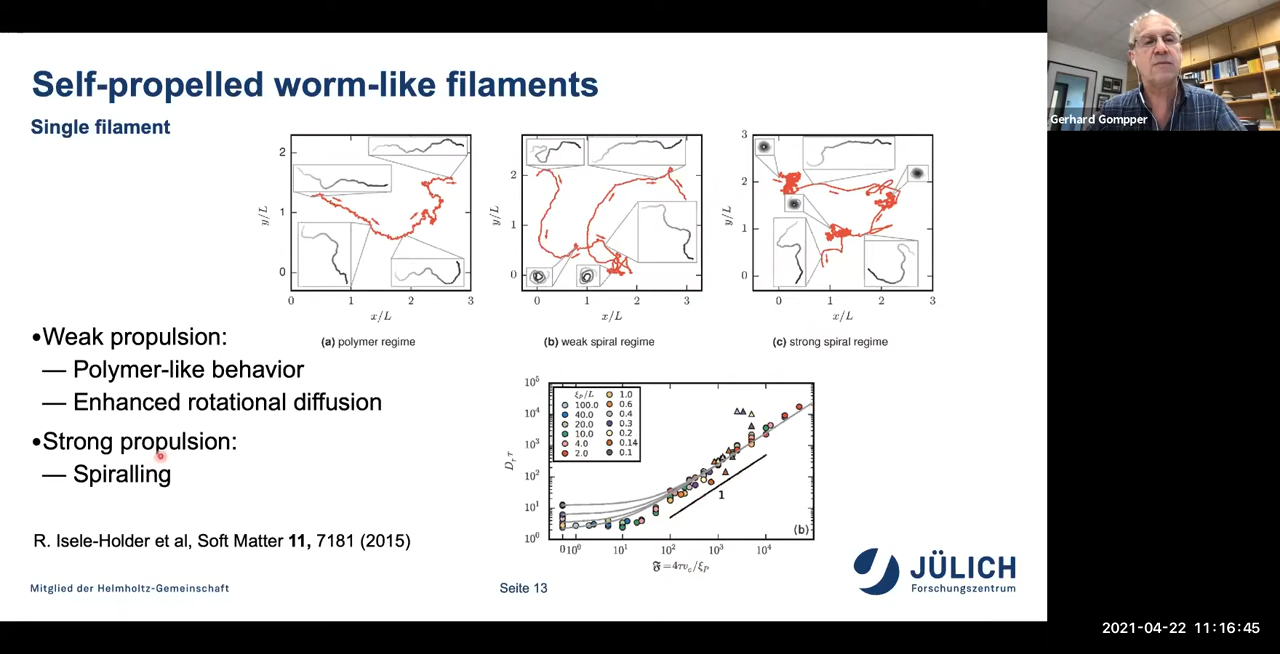 Self-propelled worm-like filaments
Single filament
y/L
2
1
0
0 1 2 3
x/L
(a) polymer regime
y/L
2
1
0
0 1 2 3
x/L
(b) weak spiral regime
y/L
3
2
1
0
0 1 2 3
x/L
(c) strong spiral regime
•Weak propulsion:
— Polymer-like behavior
— Enhanced rotational diffusion
•Strong propulsion:
— Spiralling
D_r τ
10⁵
10⁴
10³
10²
10¹
10⁰
ξ_P/L
100.0
40.0
20.0
10.0
4.0
2.0
1.0
0.6
0.4
0.3
0.2
0.14
0.1
1
(b)
0 10⁰ 10¹ 10² 10³ 10⁴
𝔉=4τv_c/ξ_P
R. Isele-Holder et al, Soft Matter 11, 7181 (2015)
Mitglied der Helmholtz-Gemeinschaft
Seite 13
JÜLICH
Forschungszentrum
Gerhard Gompper
2021-04-22 11:16:45